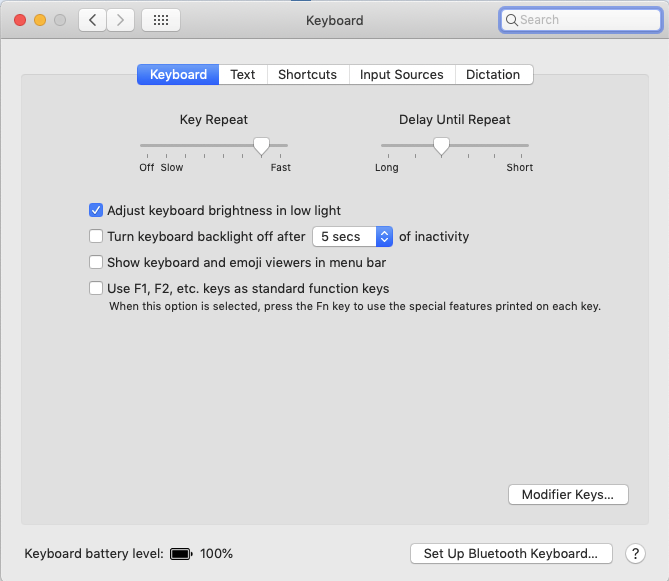 Keyboard
Search
Keyboard Text Shortcuts Input Sources Dictation
Key Repeat Delay Until Repeat
Off Slow Fast Long Short
Adjust keyboard brightness in low light
Turn keyboard backlight off after 5 secs of inactivity
Show keyboard and emoji viewers in menu bar
Use F1, F2, etc. keys as standard function keys
When this option is selected, press the Fn key to use the special features printed on each key.
Modifier Keys...
Keyboard battery level: 100% Set Up Bluetooth Keyboard... ?